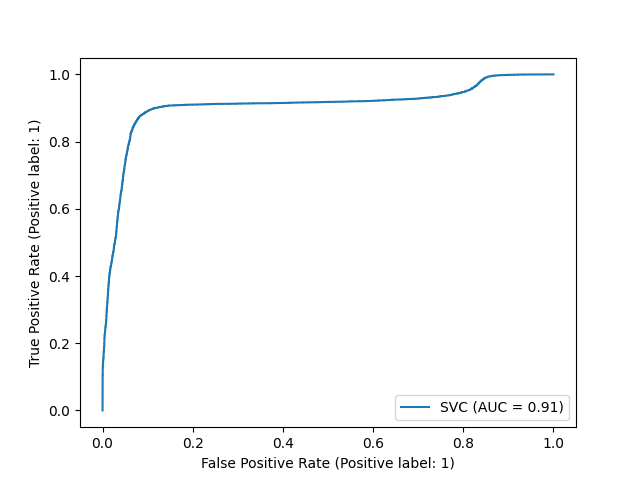 1.0
0.8
0.6
0.4
0.2
0.0
True Positive Rate (Positive label: 1)
SVC (AUC = 0.91)
0.0 0.2 0.4 0.6 0.8 1.0
False Positive Rate (Positive label: 1)